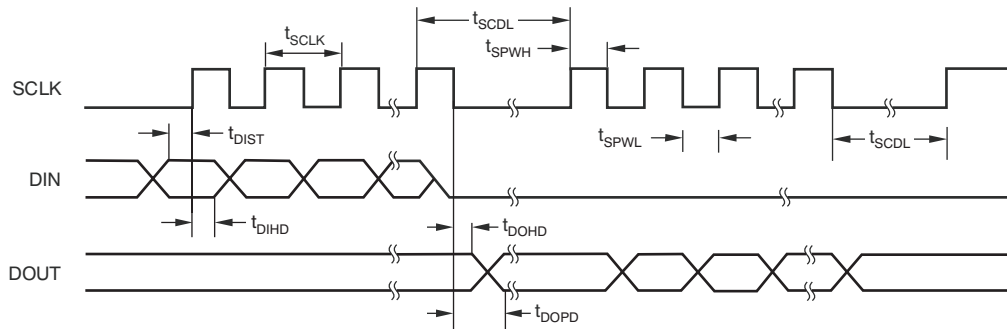 tSCDL
tSCLK
tSPWH
SCLK
tDIST
tSPWL
tSCDL
DIN
tDIHD
tDOHD
DOUT
tDOPD